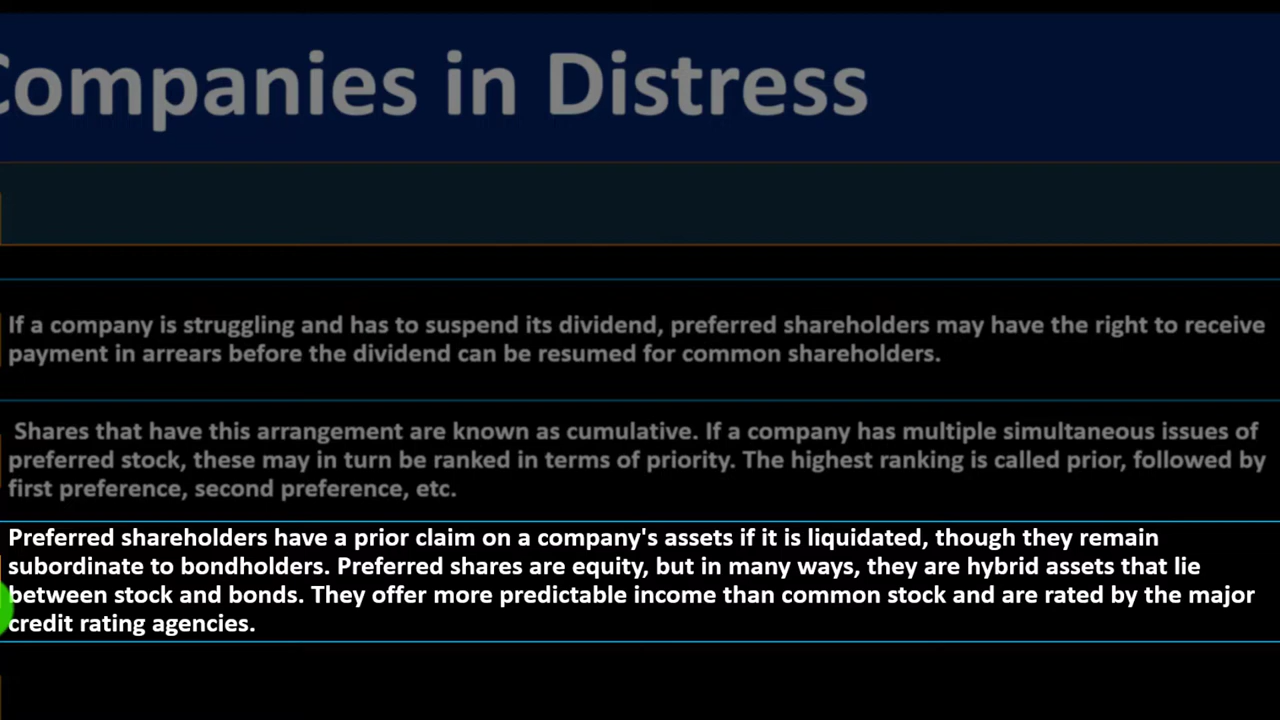 Companies in Distress
If a company is struggling and has to suspend its dividend, preferred shareholders may have the right to receive
payment in arrears before the dividend can be resumed for common shareholders.
Shares that have this arrangement are known as cumulative. If a company has multiple simultaneous issues of
preferred stock, these may in turn be ranked in terms of priority. The highest ranking is called prior, followed by
first preference, second preference, etc.
Preferred shareholders have a prior claim on a company's assets if it is liquidated, though they remain
subordinate to bondholders. Preferred shares are equity, but in many ways, they are hybrid assets that lie
between stock and bonds. They offer more predictable income than common stock and are rated by the major
credit rating agencies.